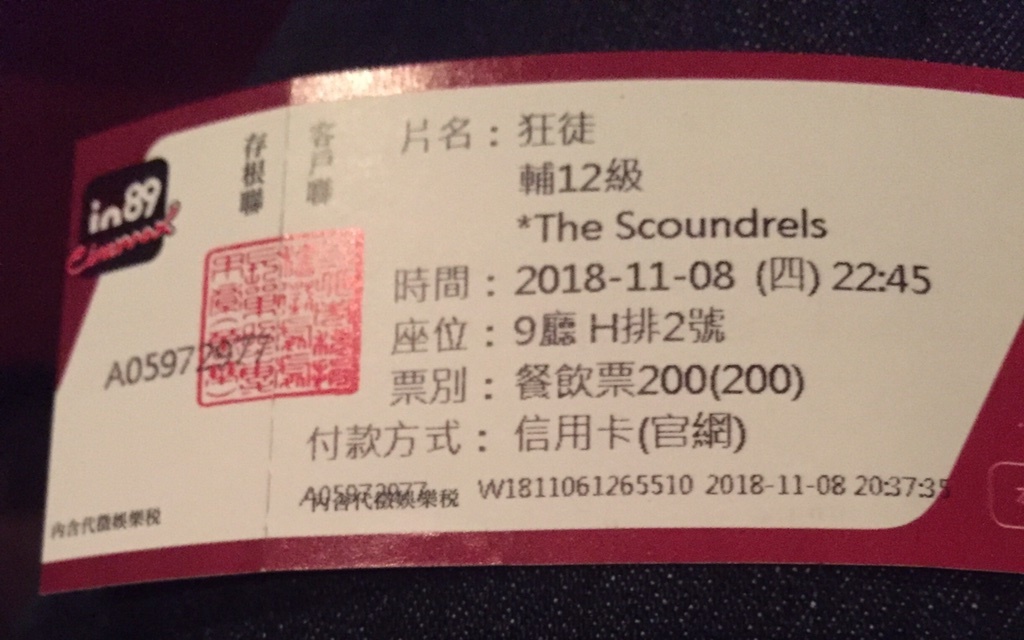 in89
Cinemax
存根聯
客戶聯
片名：狂徒
輔12級
*The Scoundrels
時間：2018-11-08 (四) 22:45
座位：9廳 H排2號
票別：餐飲票200(200)
付款方式：信用卡(官網)
A05972977
A05972977 W1811061265510 2018-11-08 20:37:35
內含代徵娛樂稅
內含代徵娛樂稅